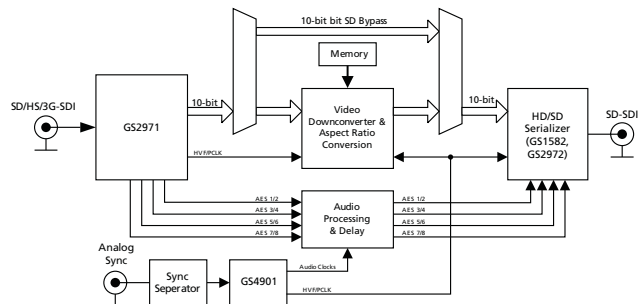 10-bit bit SD Bypass
Memory
SD/HS/3G-SDI
GS2971
10-bit
Video
Downconverter &
Aspect Ratio
Conversion
10-bit
HD/SD
Serializer
(GS1582,
GS2972)
SD-SDI
HVF/PCLK
AES 1/2
AES 3/4
AES 5/6
AES 7/8
Audio
Processing
& Delay
AES 1/2
AES 3/4
AES 5/6
AES 7/8
Analog
Sync
Sync
Seperator
GS4901
Audio Clocks
HVF/PCLK